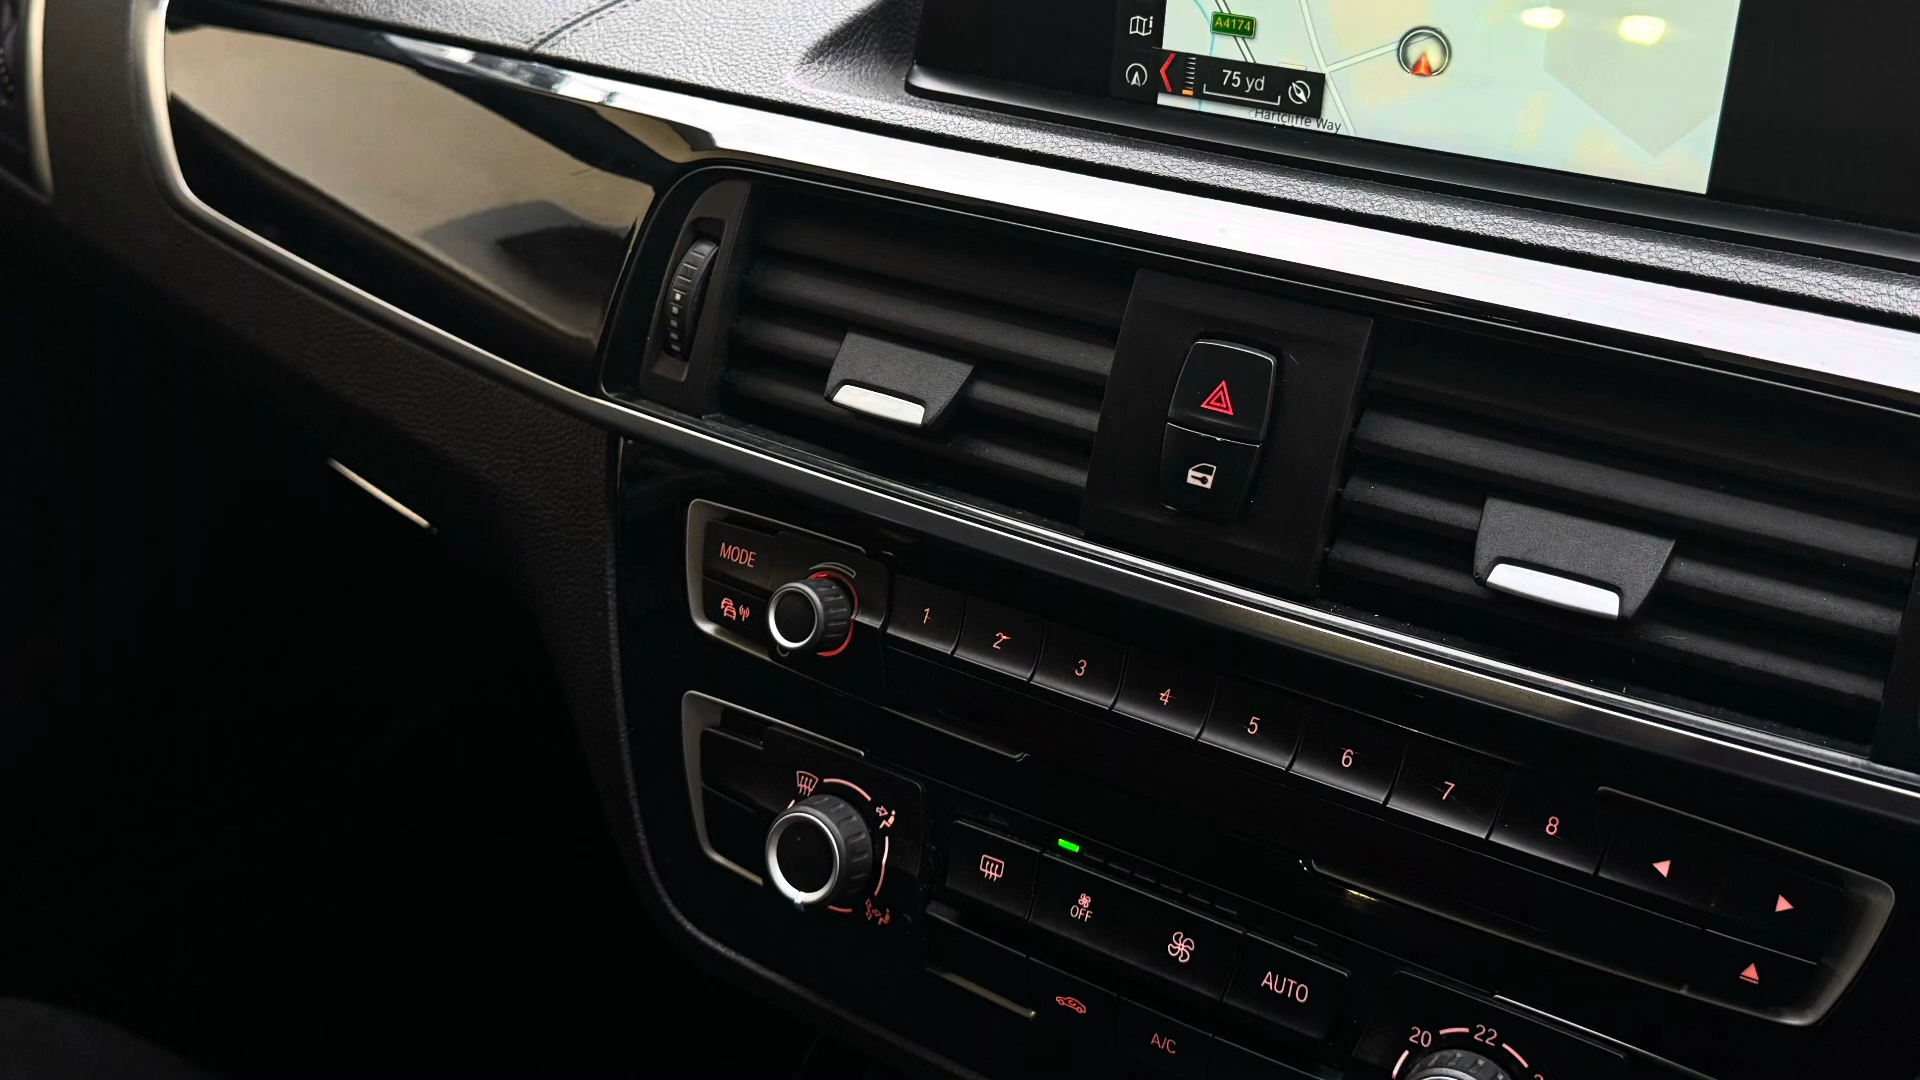 A4174
75 yd
Hartcliffe Way
MODE
1 2 3 4 5 6 7 8
OFF
AUTO
A/C
20 22